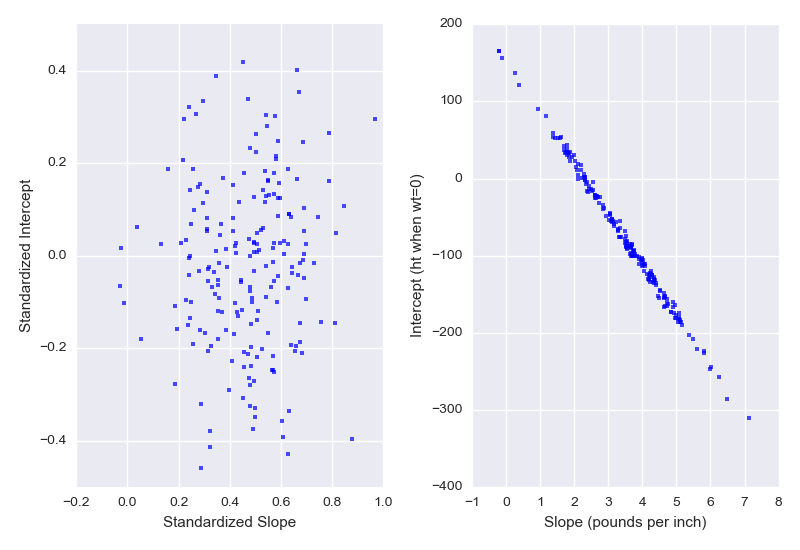 0.4
0.2
0.0
−0.2
−0.4
Standardized Intercept
−0.2 0.0 0.2 0.4 0.6 0.8 1.0
Standardized Slope
200
100
0
−100
−200
−300
−400
Intercept (ht when wt=0)
−1 0 1 2 3 4 5 6 7 8
Slope (pounds per inch)